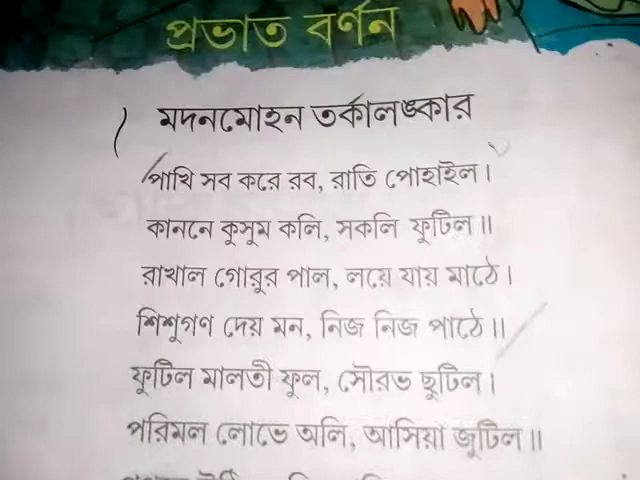 প্রভাত বর্ণন
মদনমোহন তর্কালঙ্কার
পাখি সব করে রব, রাতি পোহাইল।
কাননে কুসুম কলি, সকলি ফুটিল॥
রাখাল গোরুর পাল, লয়ে যায় মাঠে।
শিশুগণ দেয় মন, নিজ নিজ পাঠে॥
ফুটিল মালতী ফুল, সৌরভ ছুটিল।
পরিমল লোভে অলি, আসিয়া জুটিল॥